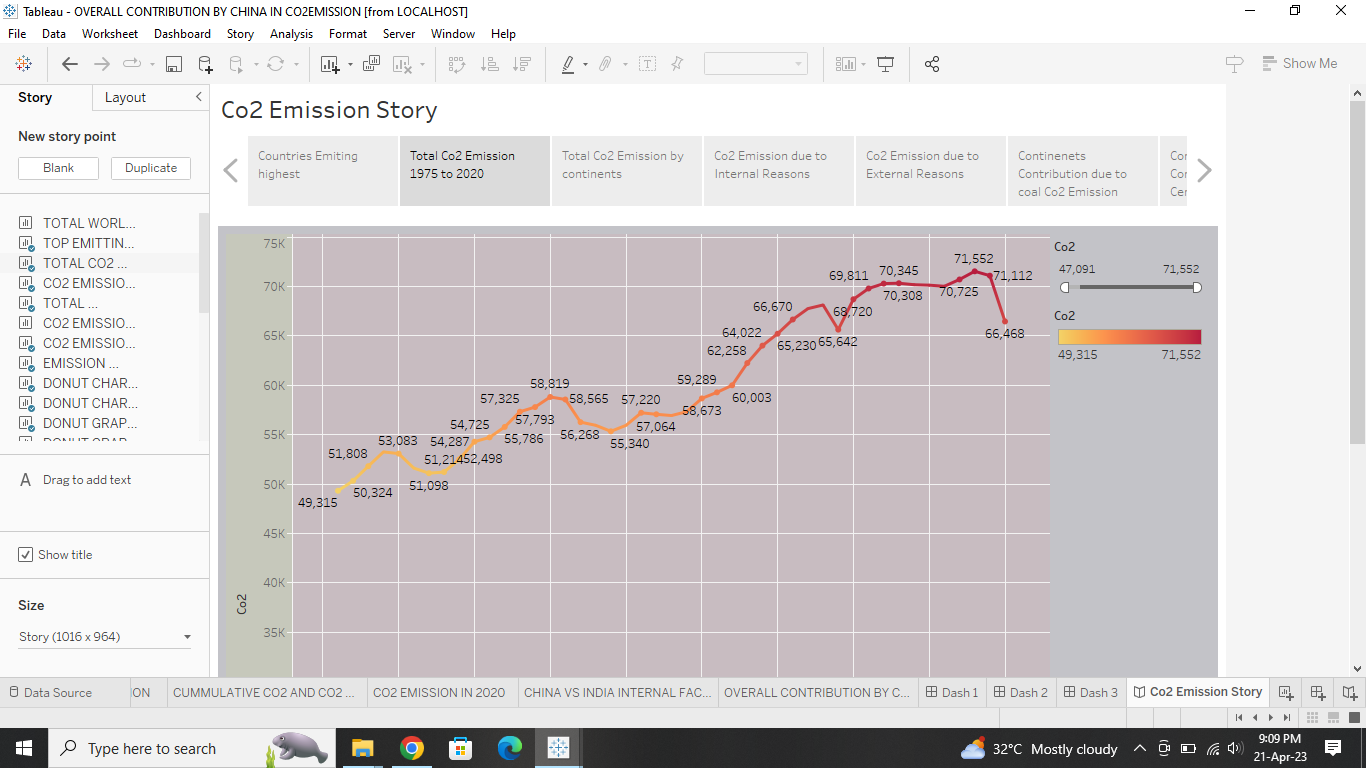 Tableau - OVERALL CONTRIBUTION BY CHINA IN CO2EMISSION [from LOCALHOST]
File Data Worksheet Dashboard Story Analysis Format Server Window Help
Show Me
Story Layout
New story point
Blank Duplicate
TOTAL WORL...
TOP EMITTIN...
TOTAL CO2 ...
CO2 EMISSIO...
TOTAL ...
CO2 EMISSIO...
CO2 EMISSIO...
EMISSION ...
DONUT CHAR...
DONUT CHAR...
DONUT GRAP...
A Drag to add text
Show title
Size
Story (1016 x 964)
Co2 Emission Story
Countries Emiting
highest
Total Co2 Emission
1975 to 2020
Total Co2 Emission by
continents
Co2 Emission due to
Internal Reasons
Co2 Emission due to
External Reasons
Continenets
Contribution due to
coal Co2 Emission
75K
70K
65K
60K
55K
50K
45K
40K
35K
Co2
49,315
50,324
51,808
53,083
51,098
51,214
54,287
52,498
54,725
55,786
57,325
57,793
58,819
58,565
56,268
55,340
57,220
57,064
58,673
59,289
60,003
62,258
64,022
65,230
66,670
65,642
68,720
69,811
70,345
70,308
70,725
71,552
71,112
66,468
Co2
47,091 71,552
Co2
49,315 71,552
Data Source ION CUMMULATIVE CO2 AND CO2 ... CO2 EMISSION IN 2020 CHINA VS INDIA INTERNAL FAC... OVERALL CONTRIBUTION BY C... Dash 1 Dash 2 Dash 3 Co2 Emission Story
Type here to search
32°C Mostly cloudy
9:09 PM
21-Apr-23